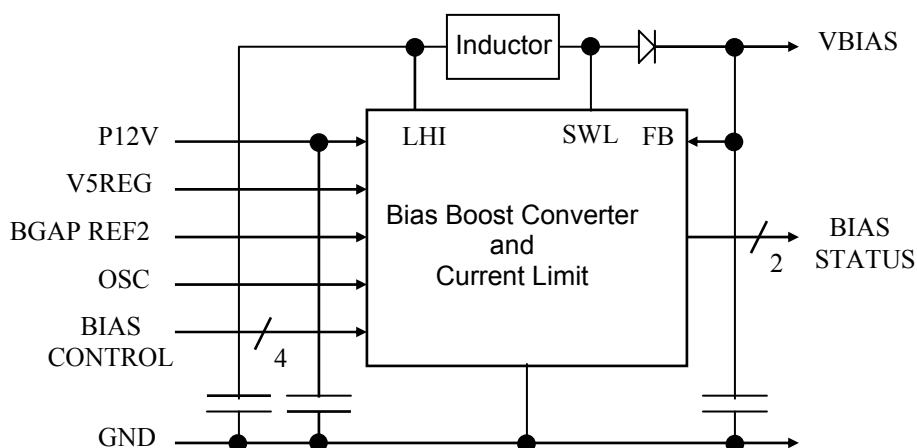 Inductor
VBIAS
P12V
LHI
SWL
FB
V5REG
BGAP REF2
Bias Boost Converter
and
Current Limit
BIAS
STATUS
2
OSC
BIAS
CONTROL
4
GND